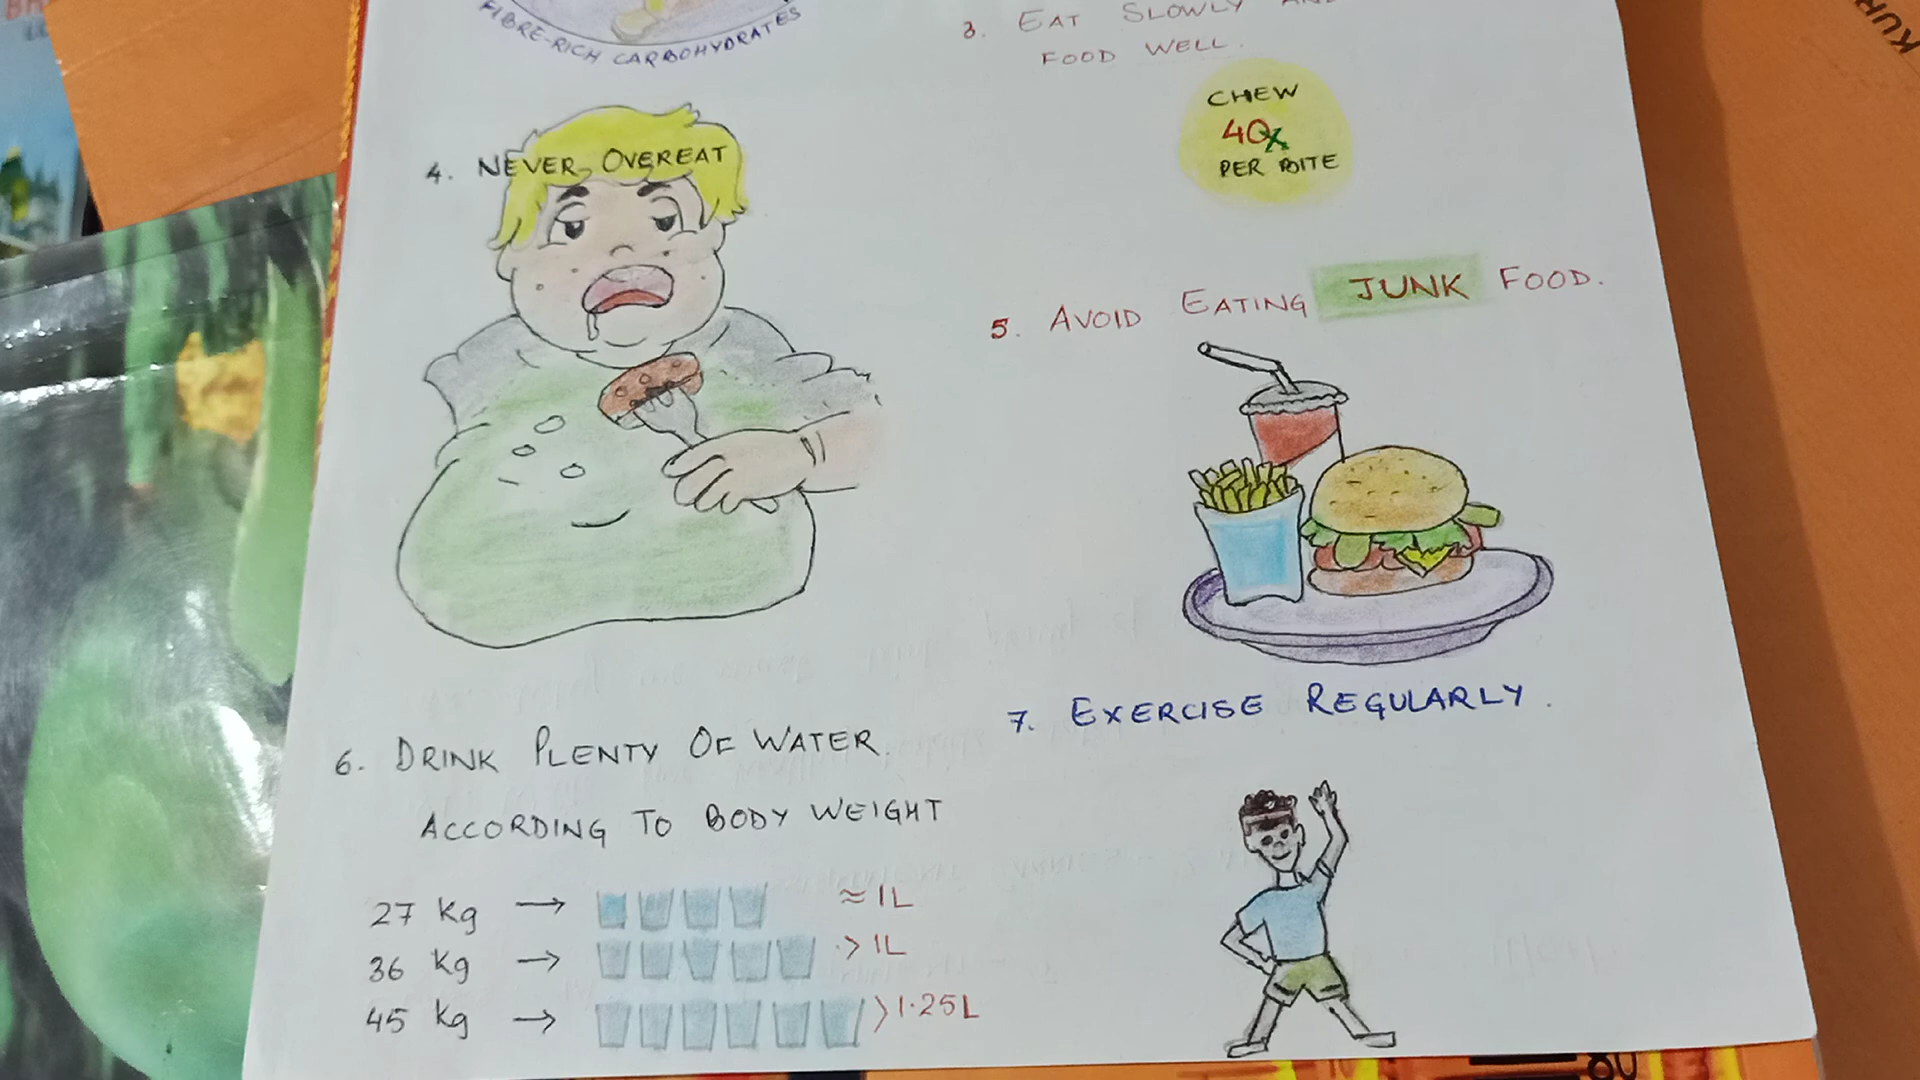 FIBRE-RICH CARBOHYDRATES
3. EAT SLOWLY AND
FOOD WELL.
CHEW
40x
PER BITE
4. NEVER OVEREAT
5. AVOID EATING JUNK FOOD.
6. DRINK PLENTY OF WATER
ACCORDING TO BODY WEIGHT
27 Kg → ≈ 1L
36 Kg → > 1L
45 Kg → > 1.25L
7. EXERCISE REGULARLY.
KUR